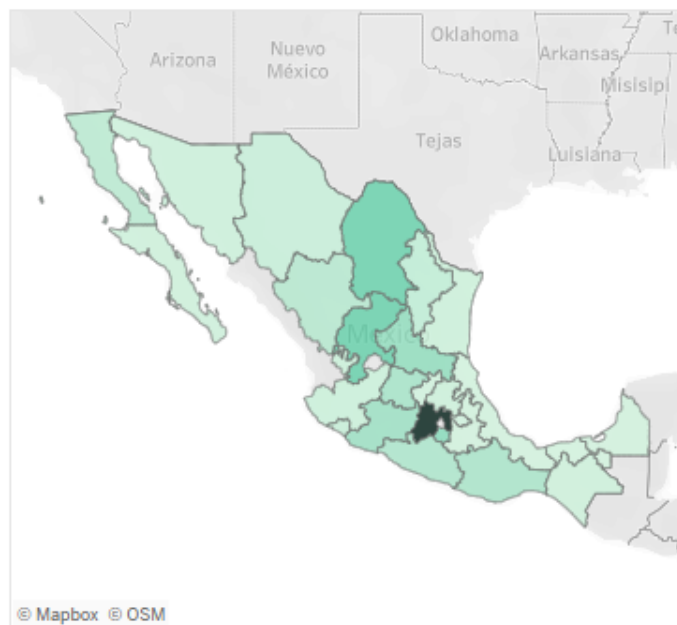 Oklahoma
Nuevo
México
Arizona
Arkansas
Misisipi
Tejas
Luisiana
México
© Mapbox © OSM